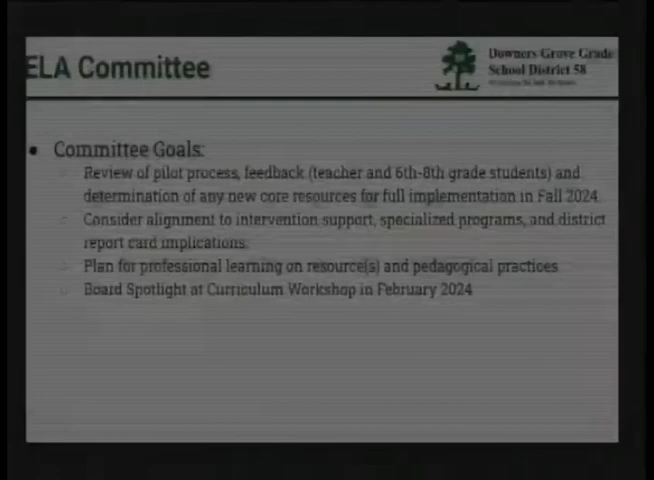 ELA Committee
Downers Grove Grade
School District 58
Committee Goals:
Review of pilot process, feedback (teacher and 6th-8th grade students) and
determination of any new core resources for full implementation in Fall 2024.
Consider alignment to intervention support, specialized programs, and district
report card implications.
Plan for professional learning on resource(s) and pedagogical practices
Board Spotlight at Curriculum Workshop in February 2024